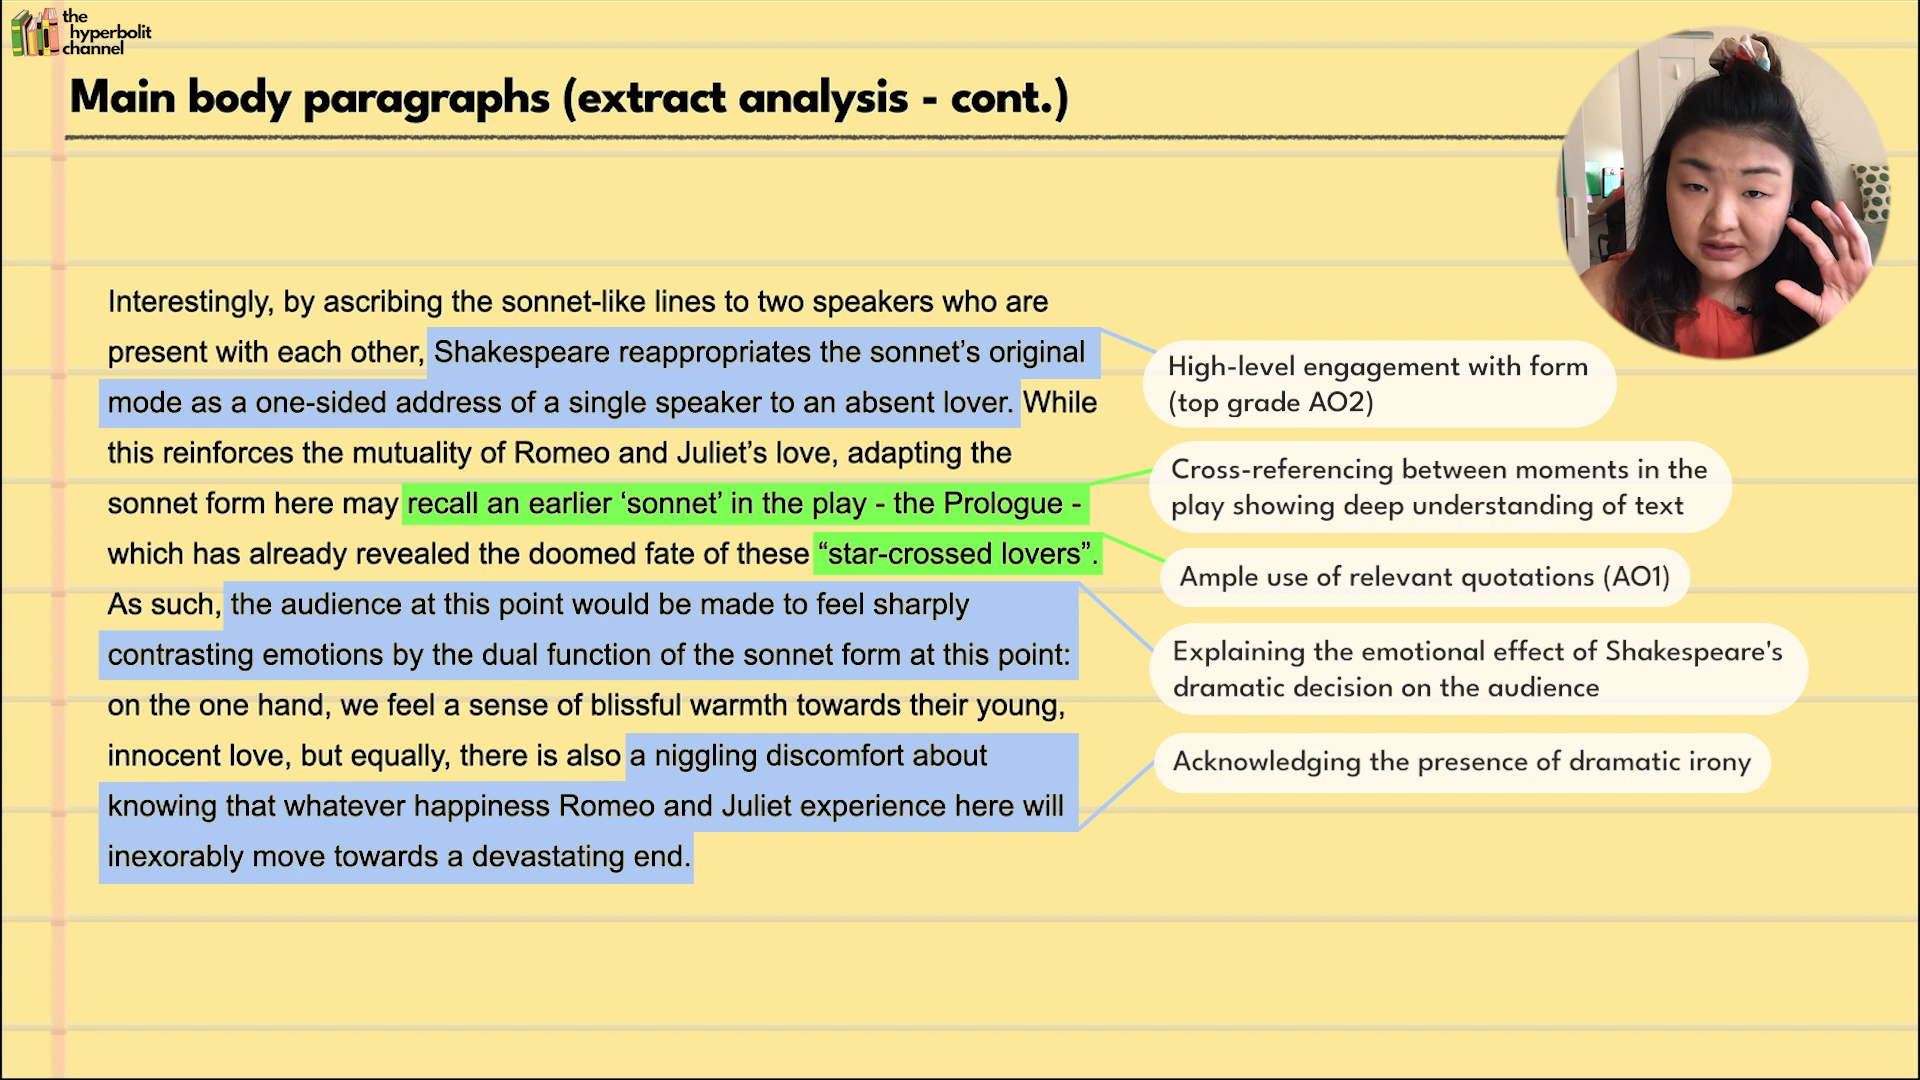 the
hyperbolit
channel
Main body paragraphs (extract analysis - cont.)
Interestingly, by ascribing the sonnet-like lines to two speakers who are
present with each other, Shakespeare reappropriates the sonnet’s original
mode as a one-sided address of a single speaker to an absent lover. While
this reinforces the mutuality of Romeo and Juliet’s love, adapting the
sonnet form here may recall an earlier ‘sonnet’ in the play - the Prologue -
which has already revealed the doomed fate of these “star-crossed lovers”.
As such, the audience at this point would be made to feel sharply
contrasting emotions by the dual function of the sonnet form at this point:
on the one hand, we feel a sense of blissful warmth towards their young,
innocent love, but equally, there is also a niggling discomfort about
knowing that whatever happiness Romeo and Juliet experience here will
inexorably move towards a devastating end.
High-level engagement with form
(top grade AO2)
Cross-referencing between moments in the
play showing deep understanding of text
Ample use of relevant quotations (AO1)
Explaining the emotional effect of Shakespeare's
dramatic decision on the audience
Acknowledging the presence of dramatic irony